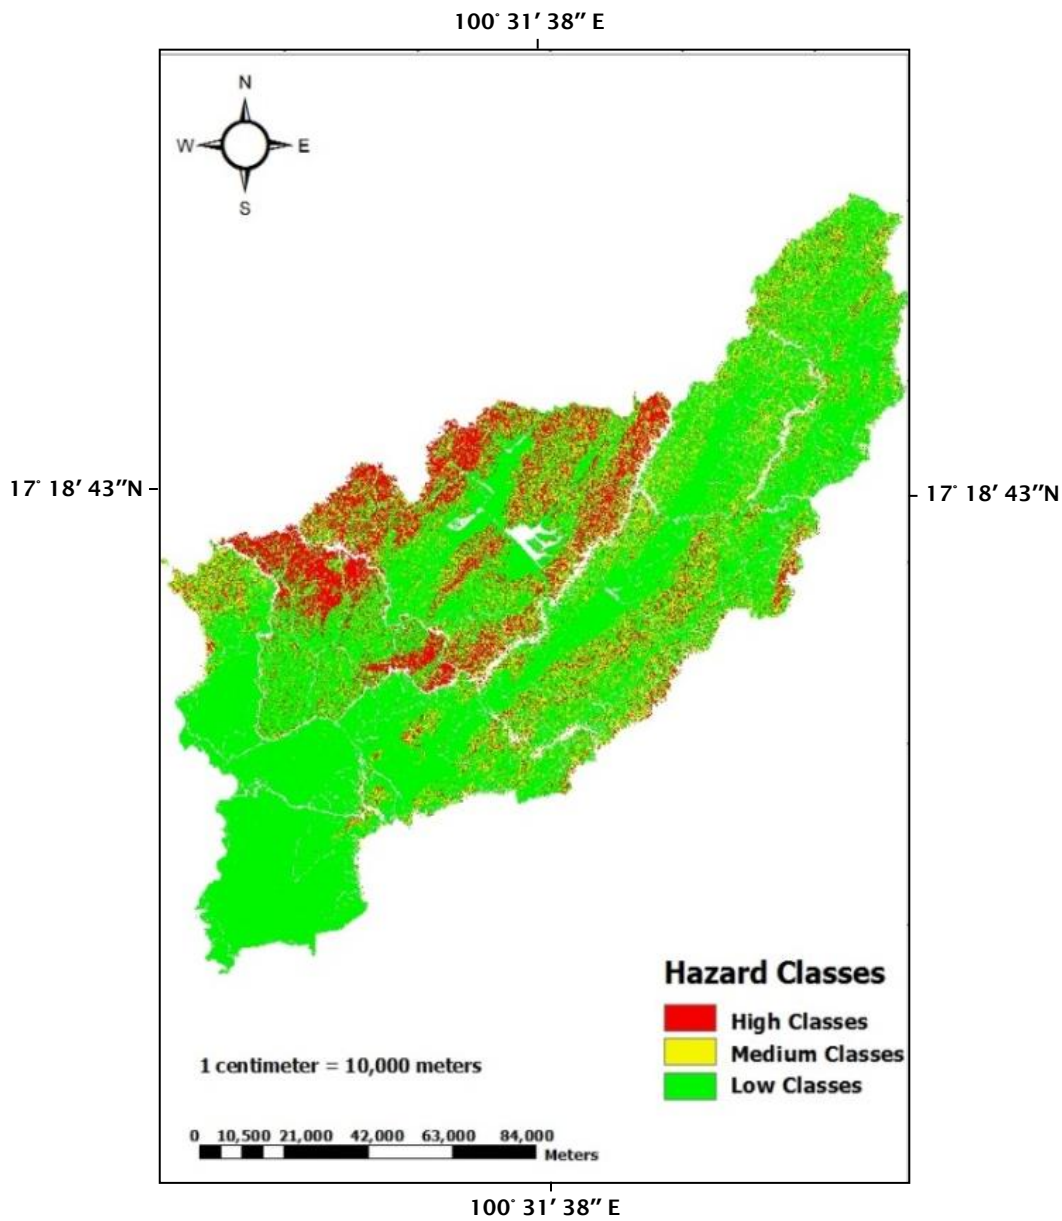 100° 31′ 38″ E
N
W E
S
17° 18′ 43″N
17° 18′ 43″N
Hazard Classes
High Classes
Medium Classes
Low Classes
1 centimeter = 10,000 meters
0 10,500 21,000 42,000 63,000 84,000
Meters
100° 31′ 38″ E